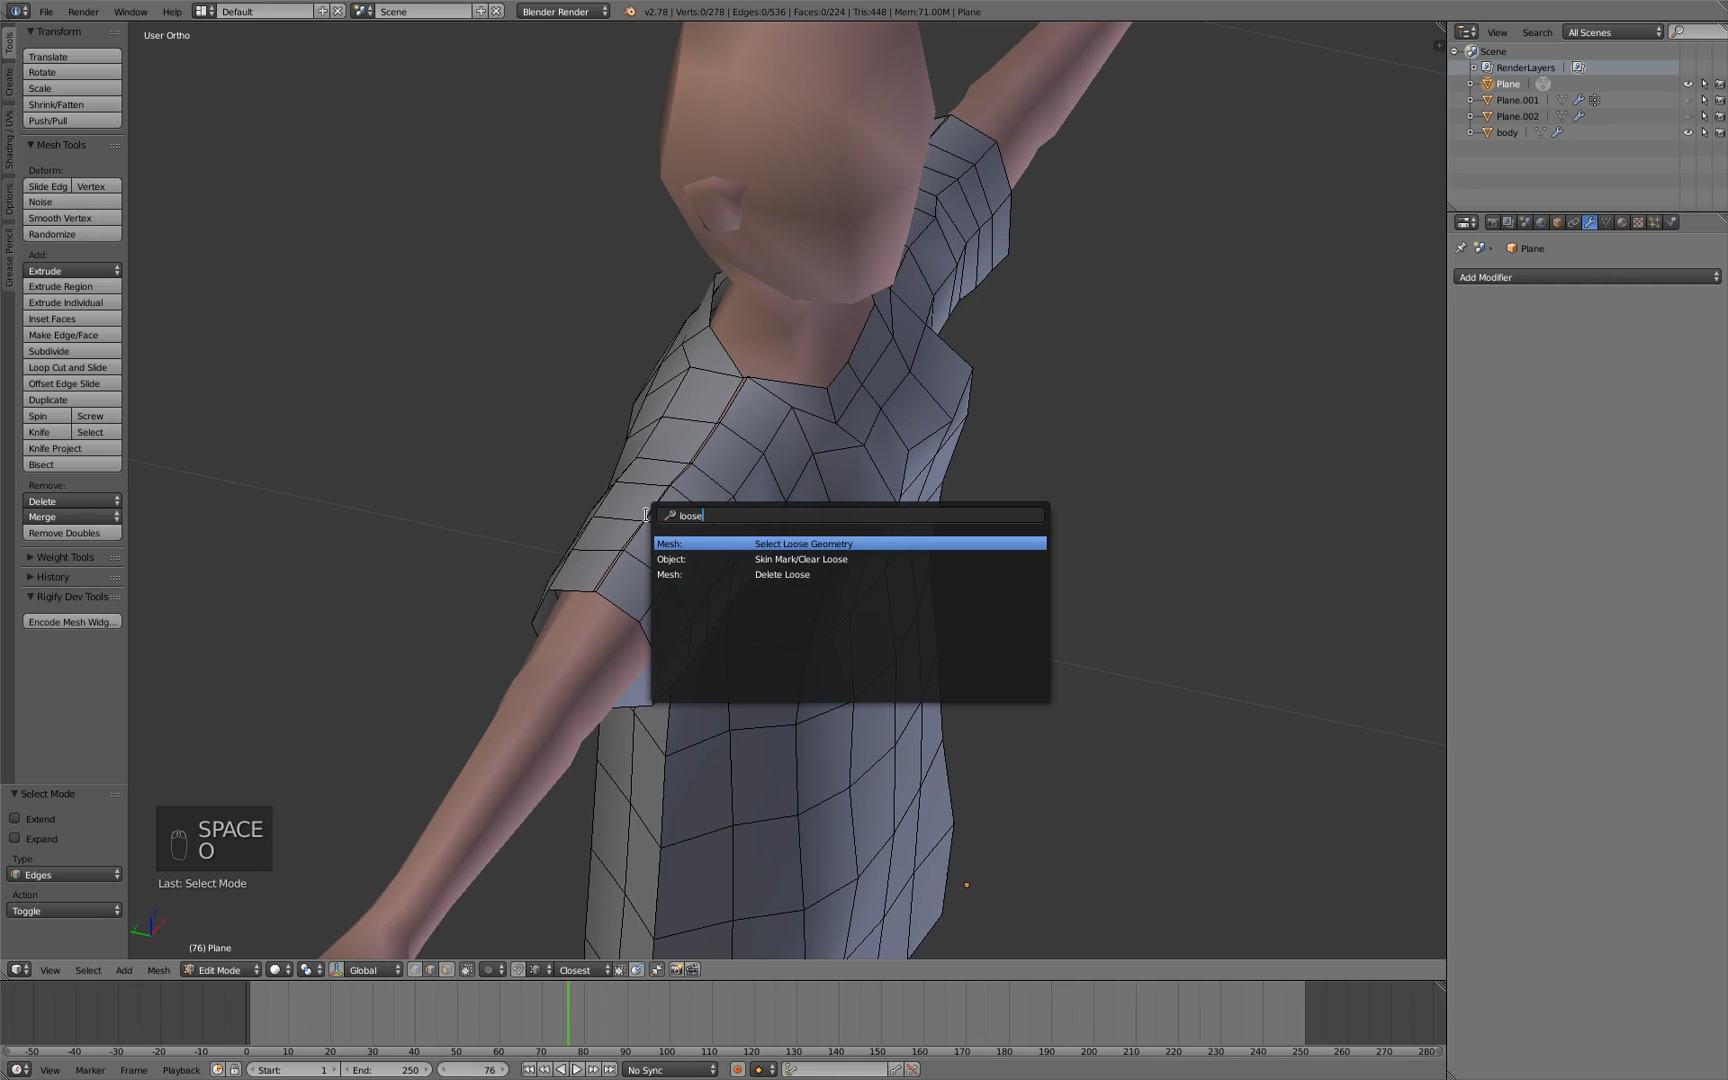 File Render Window Help Default Scene Blender Render v2.78 | Verts:0/278 | Edges:0/536 | Faces:0/224 | Tris:448 | Mem:71.00M | Plane
User Ortho
Tools
Create
Shading / UVs
Options
Grease Pencil
Transform
Translate
Rotate
Scale
Shrink/Fatten
Push/Pull
Mesh Tools
Deform:
Slide Edg Vertex
Noise
Smooth Vertex
Randomize
Add:
Extrude
Extrude Region
Extrude Individual
Inset Faces
Make Edge/Face
Subdivide
Loop Cut and Slide
Offset Edge Slide
Duplicate
Spin Screw
Knife Select
Knife Project
Bisect
Remove:
Delete
Merge
Remove Doubles
Weight Tools
History
Rigify Dev Tools
Encode Mesh Widg...
Select Mode
Extend
Expand
Type
Edges
Action
Toggle
loose
Mesh: Select Loose Geometry
Object: Skin Mark/Clear Loose
Mesh: Delete Loose
SPACE
O
Last: Select Mode
(76) Plane
View Search All Scenes
Scene
RenderLayers
Plane
Plane.001
Plane.002
body
Plane
Add Modifier
View Select Add Mesh Edit Mode Global Closest
-50 -40 -30 -20 -10 0 10 20 30 40 50 60 70 80 90 100 110 120 130 140 150 160 170 180 190 200 210 220 230 240 250 260 270 280
View Marker Frame Playback Start: 1 End: 250 76 No Sync